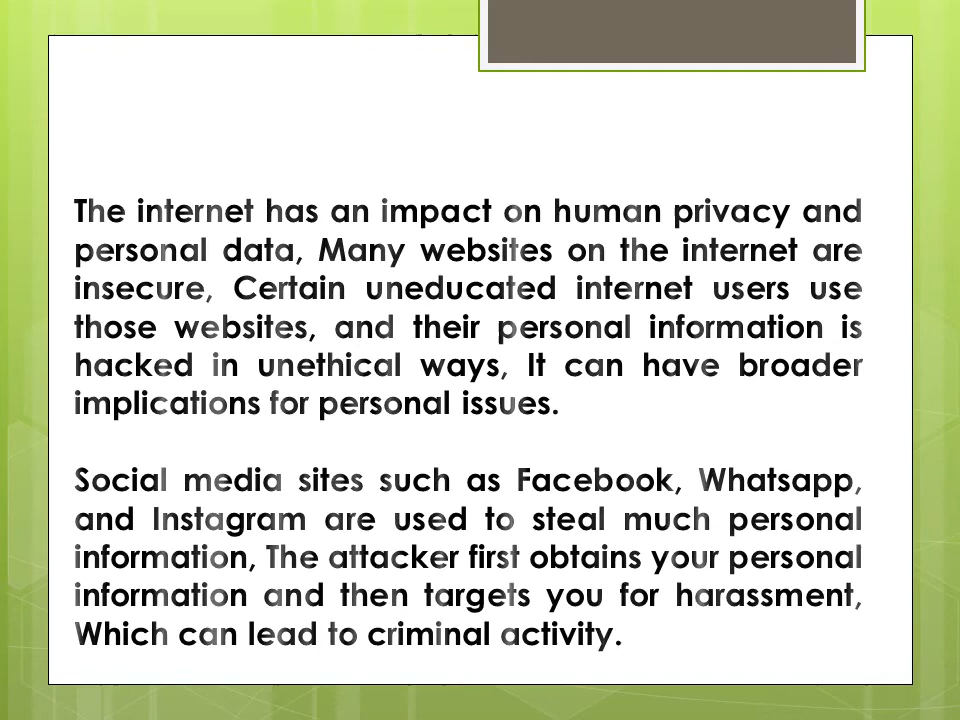 The internet has an impact on human privacy and
personal data, Many websites on the internet are
insecure, Certain uneducated internet users use
those websites, and their personal information is
hacked in unethical ways, It can have broader
implications for personal issues.
Social media sites such as Facebook, Whatsapp,
and Instagram are used to steal much personal
information, The attacker first obtains your personal
information and then targets you for harassment,
Which can lead to criminal activity.